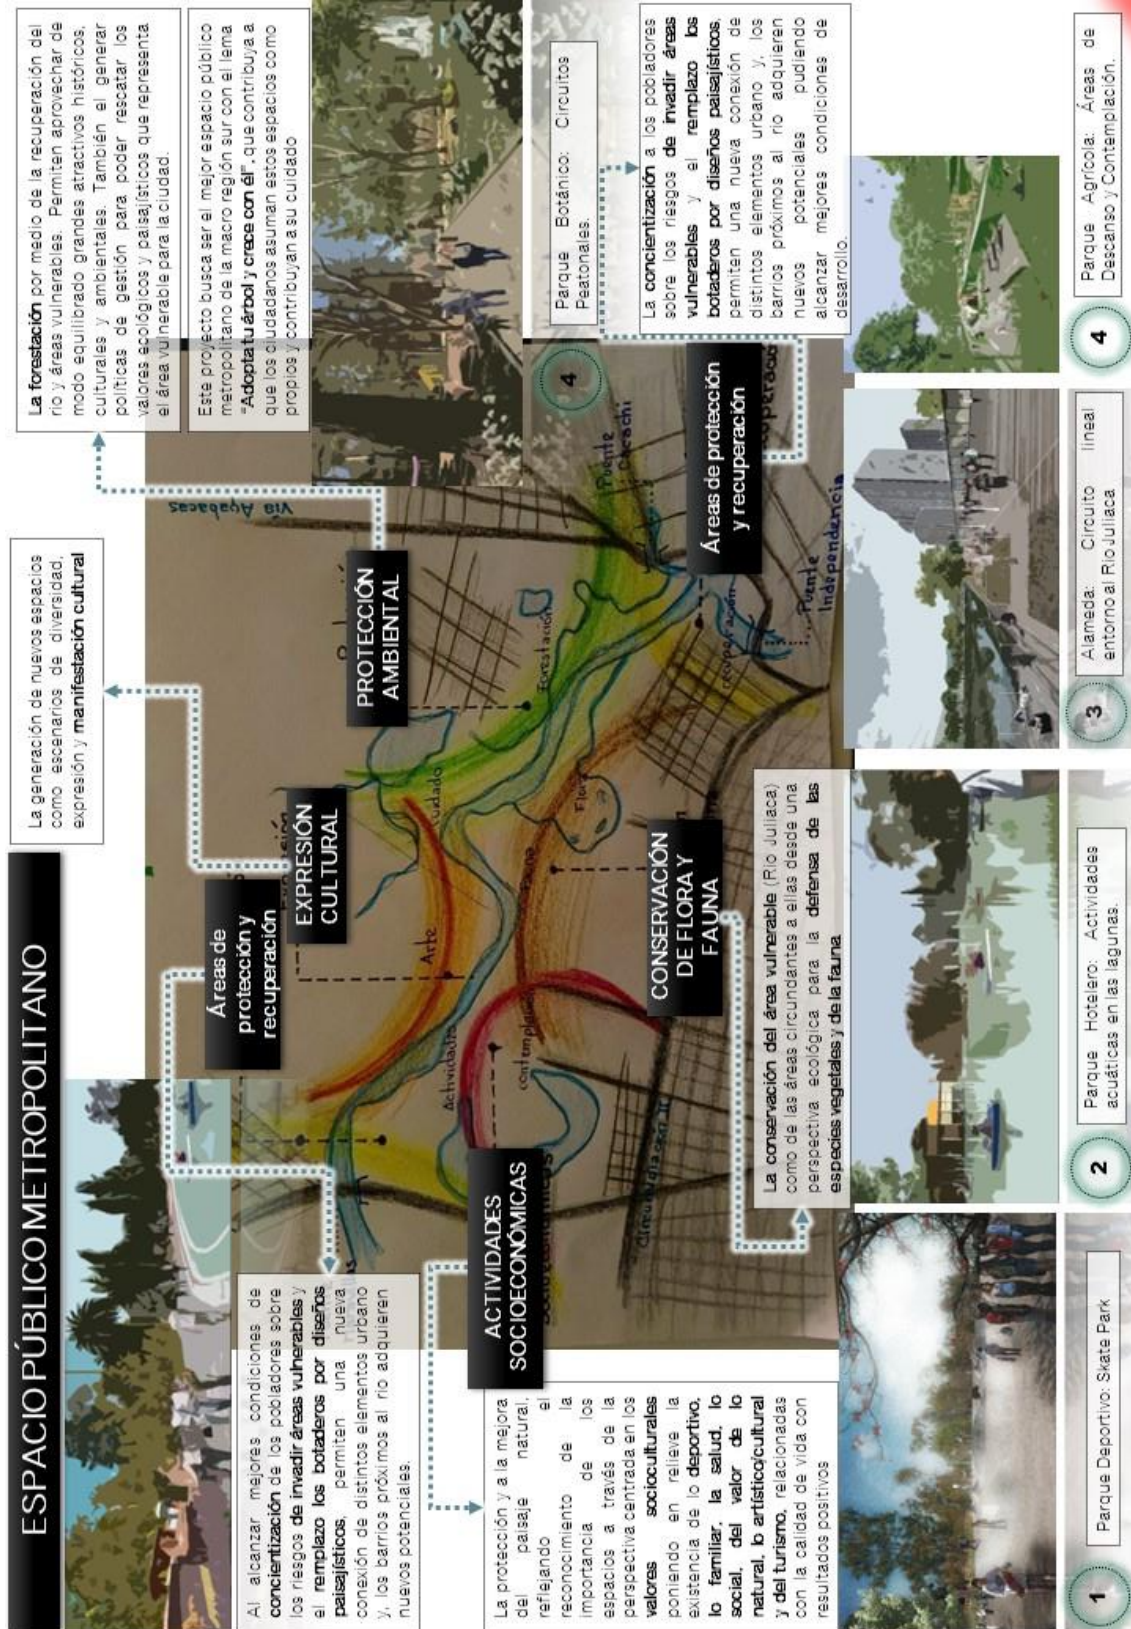 ESPACIO PÚBLICO METROPOLITANO
Al alcanzar mejores condiciones de
concientización de los pobladores sobre
los riesgos de invadir áreas vulnerables y
el remplazo los botaderos por diseños
paisajísticos, permiten una nueva
conexión de distintos elementos urbano
y, los barrios próximos al río adquieren
nuevos potenciales.
Áreas de
protección y
recuperación
La generación de nuevos espacios
como escenarios de diversidad,
expresión y manifestación cultural
La forestación por medio de la recuperación del
río y áreas vulnerables. Permiten aprovechar de
modo equilibrado grandes atractivos históricos,
culturales y ambientales. También el generar
políticas de gestión para poder rescatar los
valores ecológicos y paisajísticos que representa
el área vulnerable para la ciudad.
Este proyecto busca ser el mejor espacio público
metropolitano de la macro región sur con el lema
"Adopta tu árbol y crece con él", que contribuya a
que los ciudadanos asuman estos espacios como
propios y contribuyan a su cuidado
EXPRESIÓN
CULTURAL
PROTECCIÓN
AMBIENTAL
Vía Ayabacas
Arte
cuidado
Forestación
Puente
Cacachi
4
Parque Botánico: Circuitos
Peatonales.
ACTIVIDADES
SOCIOECONÓMICAS
Actividades
Flora
CONSERVACIÓN
DE FLORA Y
FAUNA
recuperación
Puente
Independencia
Áreas de protección
y recuperación
La protección y a la mejora
del paisaje natural,
reflejando el
reconocimiento de la
importancia de los
espacios a través de la
perspectiva centrada en los
valores socioculturales
poniendo en relieve la
existencia de lo deportivo,
lo familiar, la salud, lo
social, del valor de lo
natural, lo artístico/cultural
y del turismo, relacionadas
con la calidad de vida con
resultados positivos
La conservación del área vulnerable (Rio Juliaca)
como de las áreas circundantes a ellas desde una
perspectiva ecológica para la defensa de las
especies vegetales y de la fauna
La concientización a los pobladores
sobre los riesgos de invadir áreas
vulnerables y el remplazo los
botaderos por diseños paisajísticos,
permiten una nueva conexión de
distintos elementos urbano y, los
barrios próximos al río adquieren
nuevos potenciales pudiendo
alcanzar mejores condiciones de
desarrollo.
1
Parque Deportivo: Skate Park
2
Parque Hotelero: Actividades
acuáticas en las lagunas.
3
Alameda: Circuito lineal
entorno al Rio Juliaca
4
Parque Agrícola: Áreas de
Descanso y Contemplación.